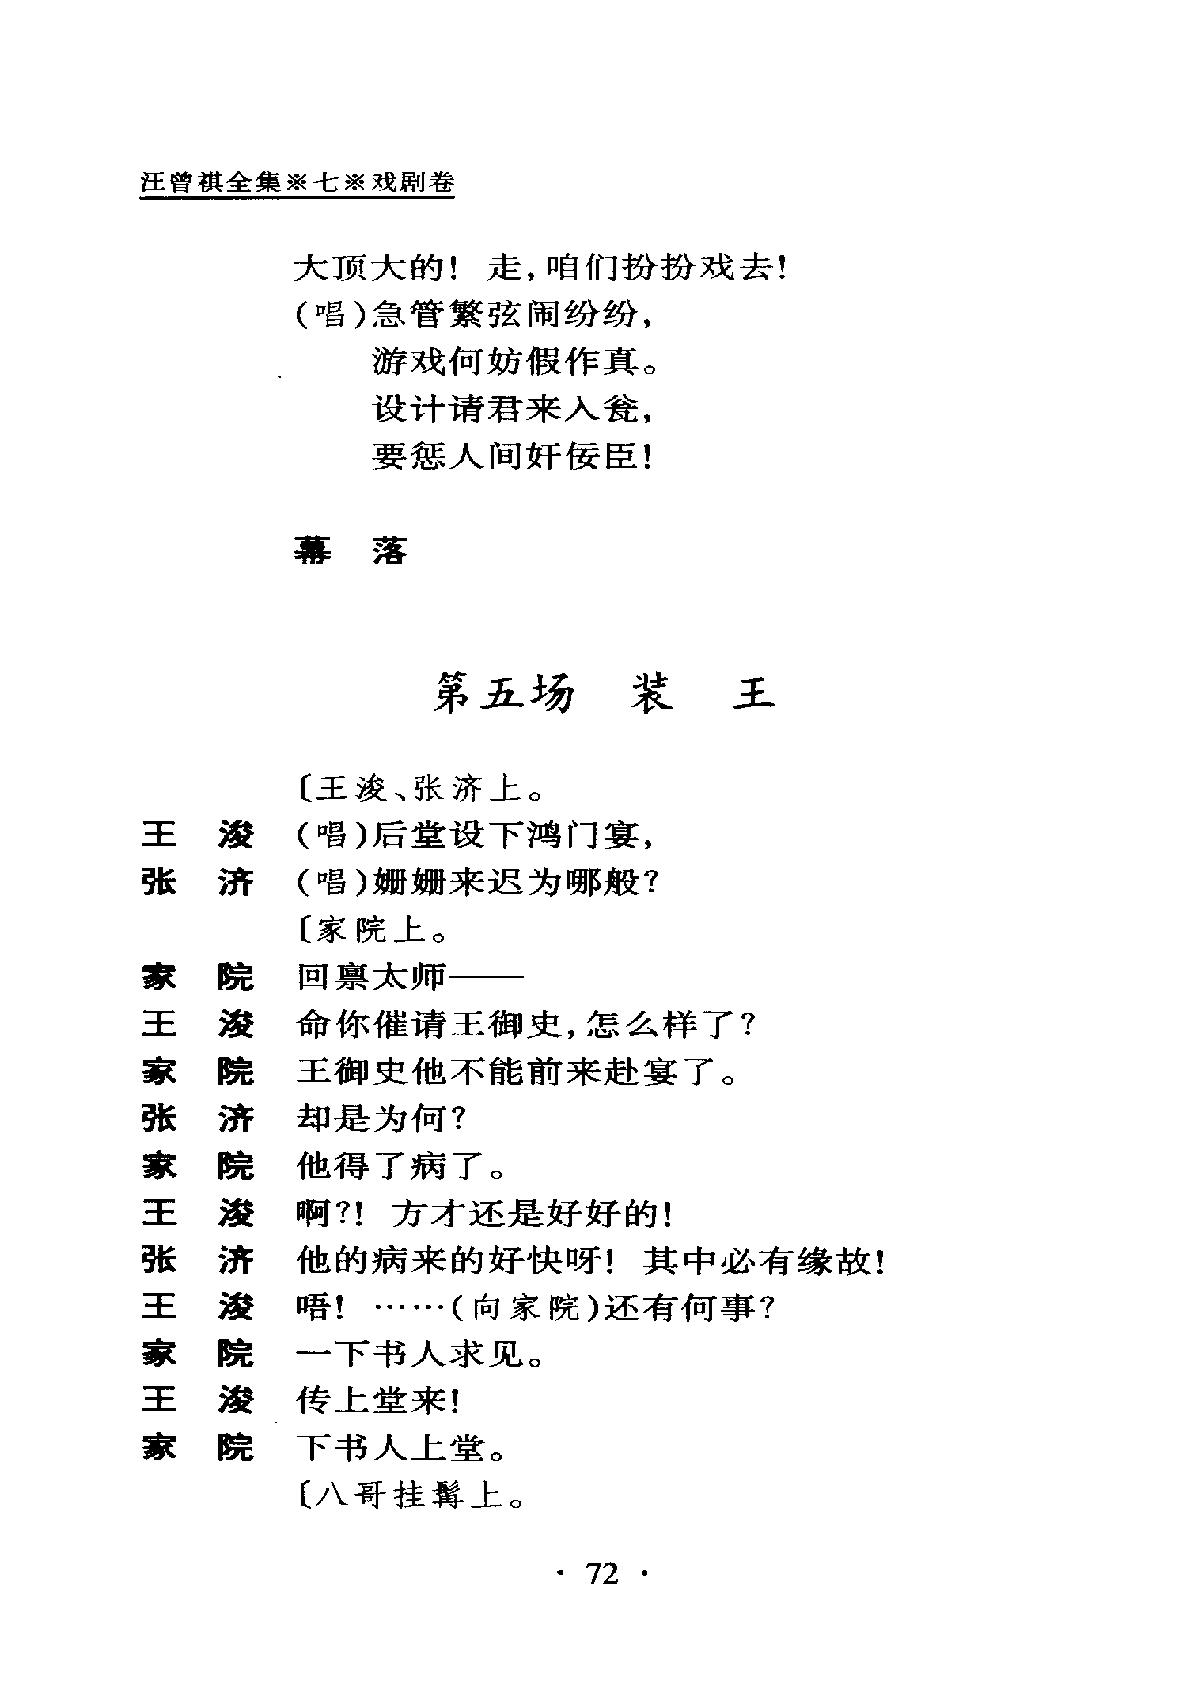 汪曾祺全集※七※戏剧卷
大顶大的! 走,咱们扮扮戏去!
(唱)急管繁弦闹纷纷,
游戏何妨假作真。
设计请君来入瓮,
要惩人间奸佞臣!
幕 落
第五场 装 王
〔王浚、张济上。
王 浚 (唱)后堂设下鸿门宴,
张 济 (唱)姗姗来迟为哪般?
〔家院上。
家 院 回禀太师——
王 浚 命你催请王御史,怎么样了?
家 院 王御史他不能前来赴宴了。
张 济 却是为何?
家 院 他得了病了。
王 浚 啊?! 方才还是好好的!
张 济 他的病来的好快呀! 其中必有缘故!
王 浚 唔! ……(向家院)还有何事?
家 院 一下书人求见。
王 浚 传上堂来!
家 院 下书人上堂。
〔八哥挂髯上。
· 72 ·